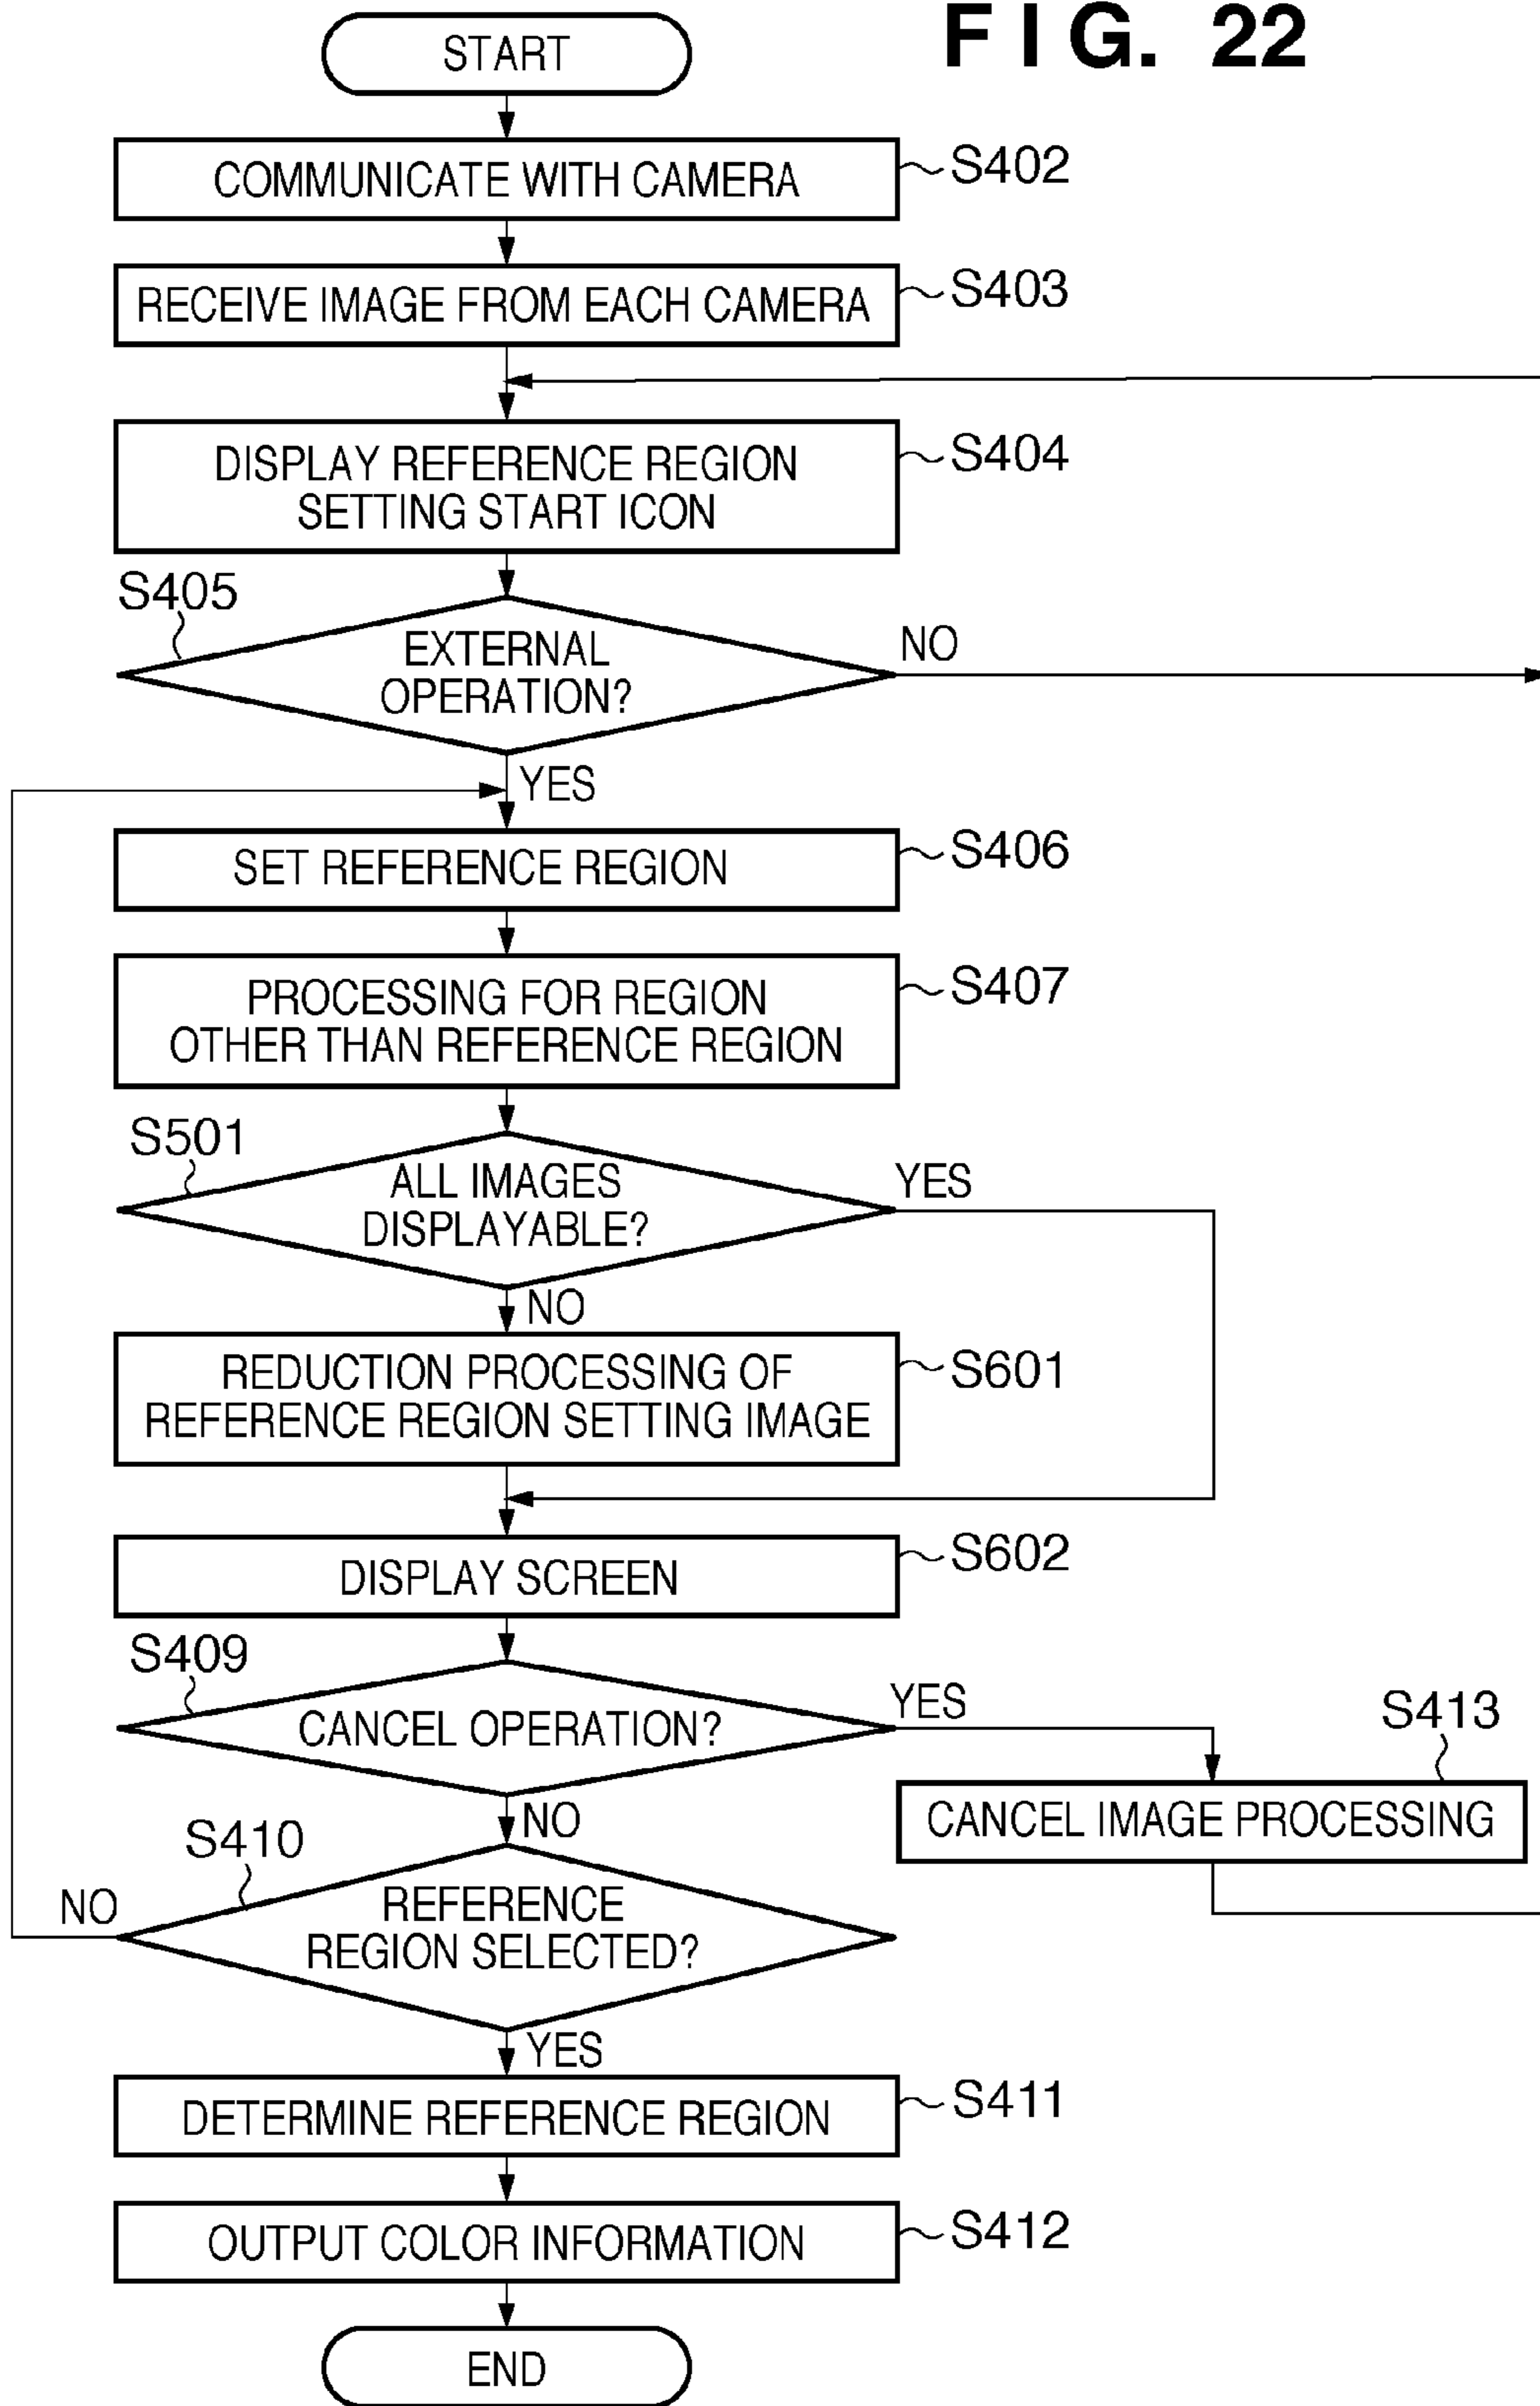 FIG. 22
START
COMMUNICATE WITH CAMERA
S402
RECEIVE IMAGE FROM EACH CAMERA
S403
DISPLAY REFERENCE REGION
SETTING START ICON
S404
S405
EXTERNAL
OPERATION?
NO
YES
SET REFERENCE REGION
S406
PROCESSING FOR REGION
OTHER THAN REFERENCE REGION
S407
S501
ALL IMAGES
DISPLAYABLE?
YES
NO
REDUCTION PROCESSING OF
REFERENCE REGION SETTING IMAGE
S601
DISPLAY SCREEN
S602
S409
CANCEL OPERATION?
YES
S413
CANCEL IMAGE PROCESSING
NO
S410
REFERENCE
REGION SELECTED?
NO
YES
DETERMINE REFERENCE REGION
S411
OUTPUT COLOR INFORMATION
S412
END